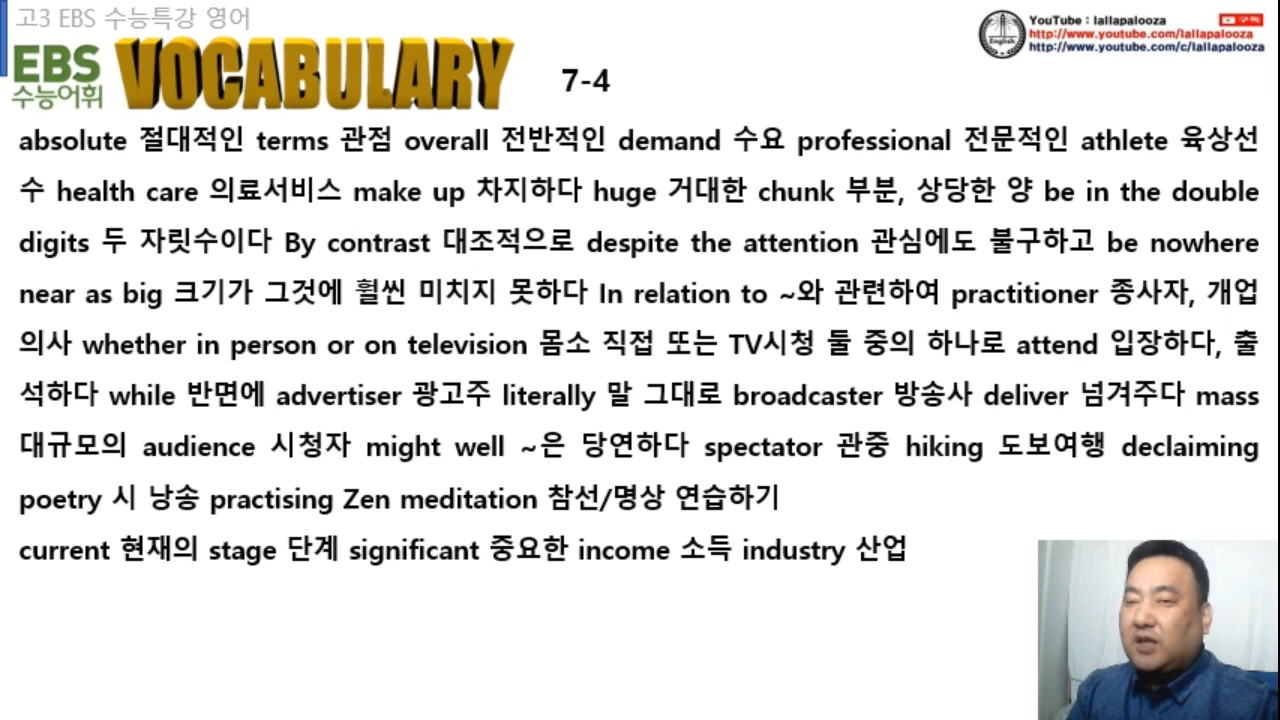 고3 EBS 수능특강 영어
EBS
수능어휘
VOCABULARY
7-4
English
YouTube : lallapalooza
구독
http://www.youtube.com/lallapalooza
http://www.youtube.com/c/lallapalooza
absolute 절대적인 terms 관점 overall 전반적인 demand 수요 professional 전문적인 athlete 육상선
수 health care 의료서비스 make up 차지하다 huge 거대한 chunk 부분, 상당한 양 be in the double
digits 두 자릿수이다 By contrast 대조적으로 despite the attention 관심에도 불구하고 be nowhere
near as big 크기가 그것에 훨씬 미치지 못하다 In relation to ~와 관련하여 practitioner 종사자, 개업
의사 whether in person or on television 몸소 직접 또는 TV시청 둘 중의 하나로 attend 입장하다, 출
석하다 while 반면에 advertiser 광고주 literally 말 그대로 broadcaster 방송사 deliver 넘겨주다 mass
대규모의 audience 시청자 might well ~은 당연하다 spectator 관중 hiking 도보여행 declaiming
poetry 시 낭송 practising Zen meditation 참선/명상 연습하기
current 현재의 stage 단계 significant 중요한 income 소득 industry 산업